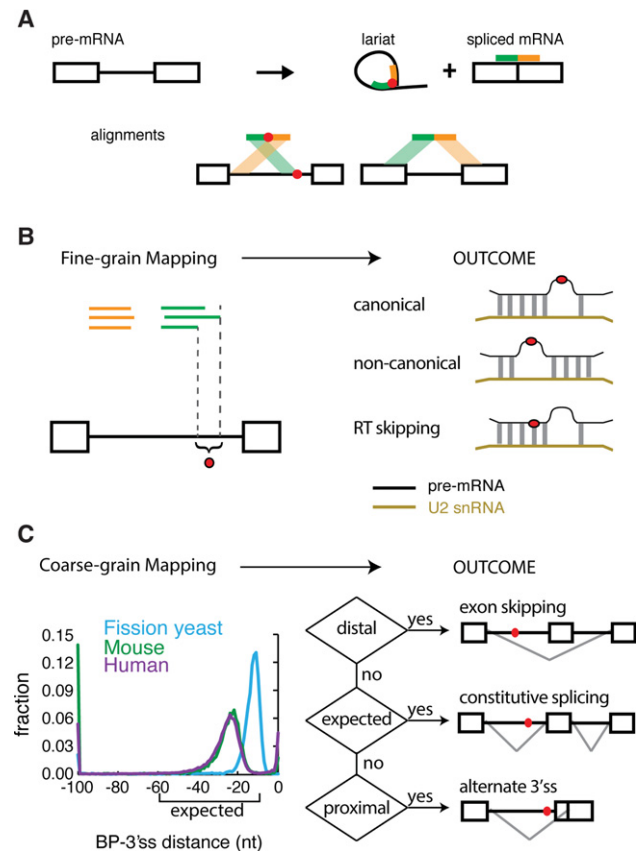 A
pre-mRNA
lariat
spliced mRNA
+
alignments
B
Fine-grain Mapping
OUTCOME
canonical
non-canonical
RT skipping
pre-mRNA
U2 snRNA
C
Coarse-grain Mapping
OUTCOME
Fission yeast
Mouse
Human
fraction
0.15
0.12
0.09
0.06
0.03
0.00
-100 -80 -60 -40 -20 0
expected
BP-3'ss distance (nt)
distal
yes
exon skipping
no
expected
yes
constitutive splicing
no
proximal
yes
alternate 3'ss